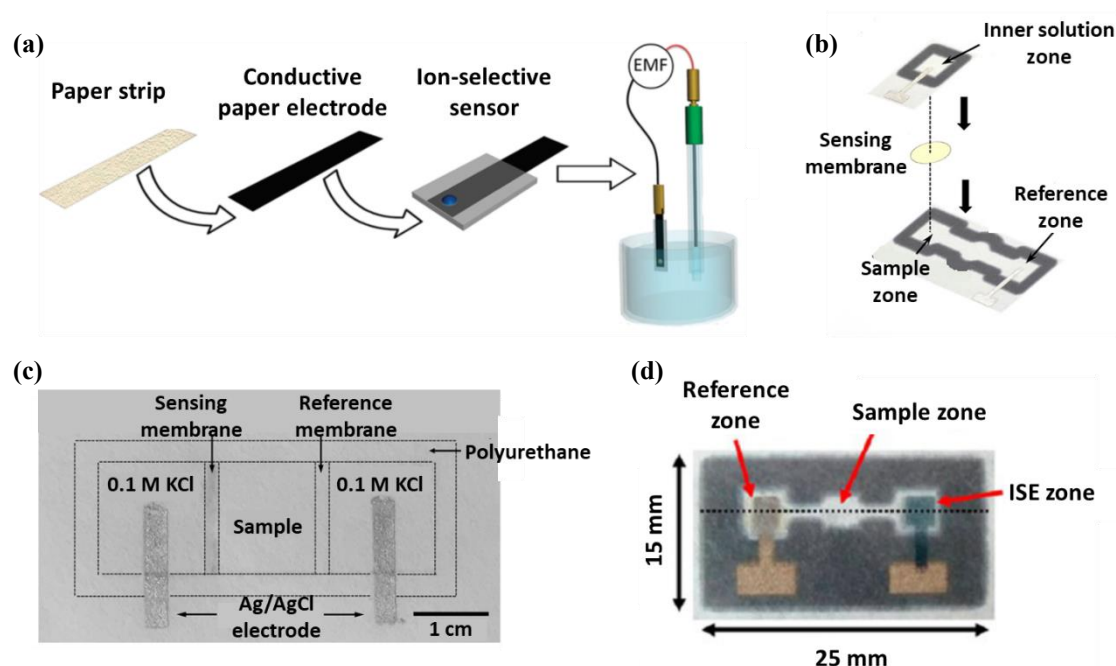 (a)
Paper strip
Conductive
paper electrode
Ion-selective
sensor
EMF
(b)
Inner solution
zone
Sensing
membrane
Reference
zone
Sample
zone
(c)
Sensing
membrane
Reference
membrane
Polyurethane
0.1 M KCl
0.1 M KCl
Sample
Ag/AgCl
electrode
1 cm
(d)
Reference
zone
Sample zone
ISE zone
15 mm
25 mm